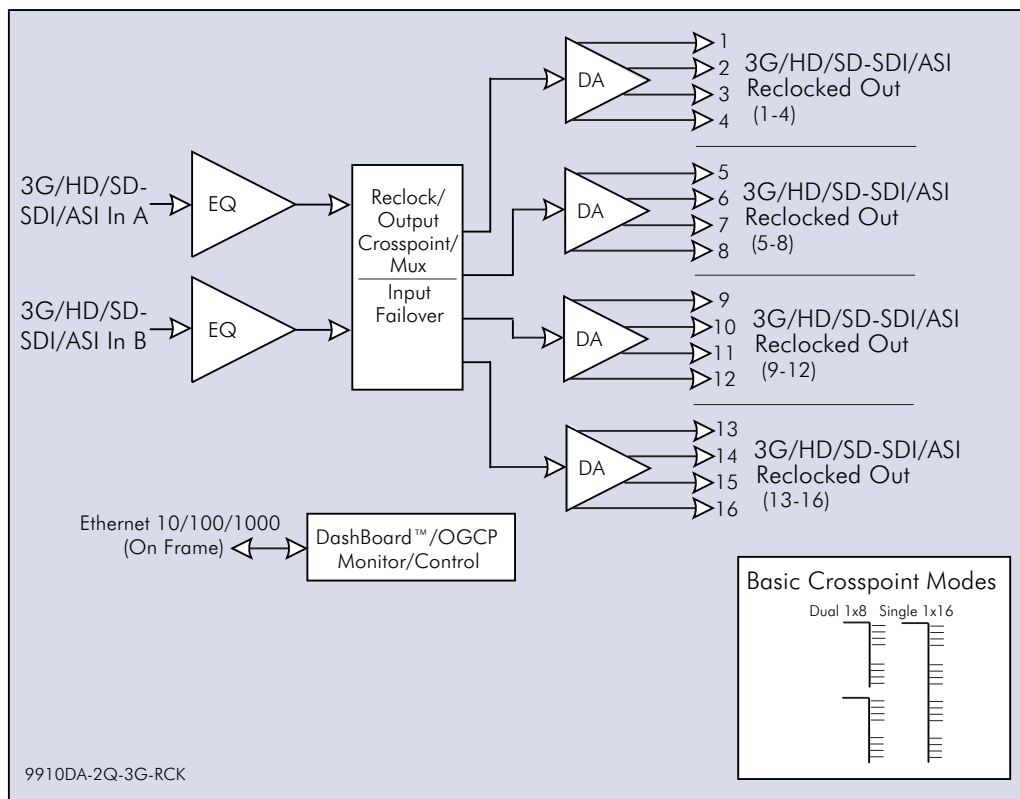 3G/HD/SD-
SDI/ASI In A
EQ
3G/HD/SD-
SDI/ASI In B
EQ
Reclock/
Output
Crosspoint/
Mux
Input
Failover
DA
1
2
3
4
3G/HD/SD-SDI/ASI
Reclocked Out
(1-4)
DA
5
6
7
8
3G/HD/SD-SDI/ASI
Reclocked Out
(5-8)
DA
9
10
11
12
3G/HD/SD-SDI/ASI
Reclocked Out
(9-12)
DA
13
14
15
16
3G/HD/SD-SDI/ASI
Reclocked Out
(13-16)
Ethernet 10/100/1000
(On Frame)
DashBoard™/OGCP
Monitor/Control
Basic Crosspoint Modes
Dual 1x8 Single 1x16
9910DA-2Q-3G-RCK